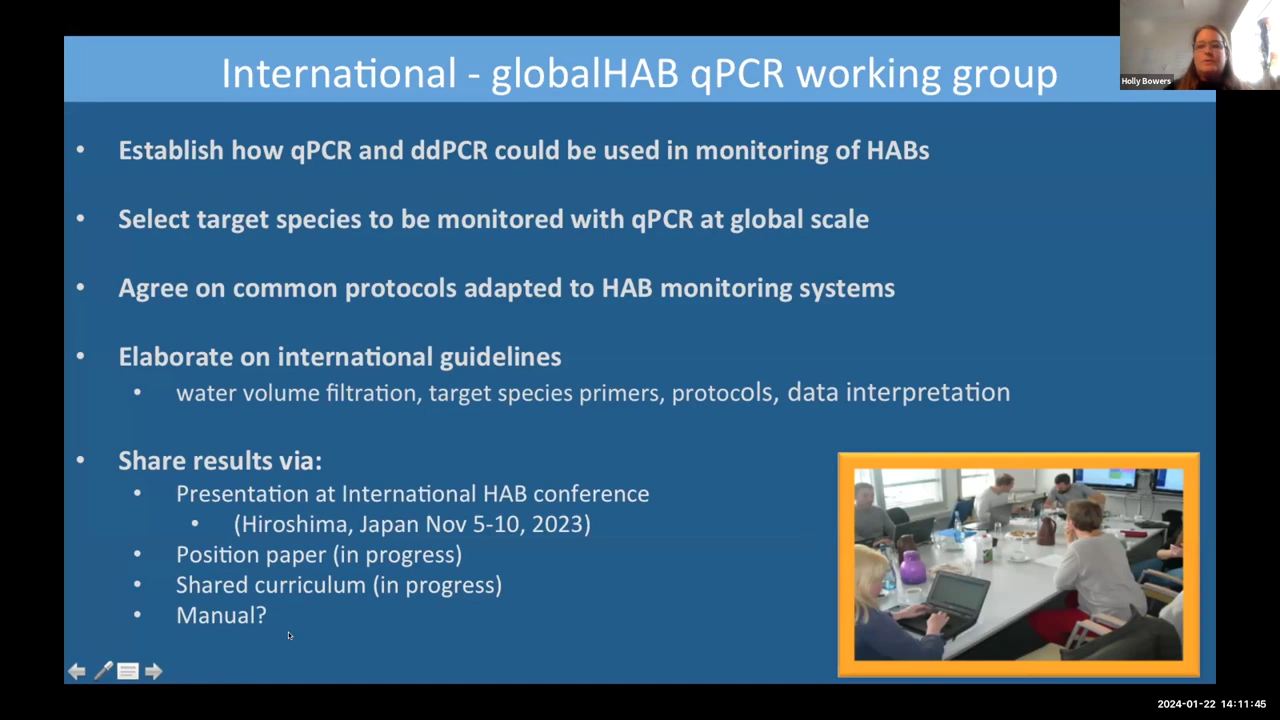 International - globalHAB qPCR working group
Holly Bowers
• Establish how qPCR and ddPCR could be used in monitoring of HABs
• Select target species to be monitored with qPCR at global scale
• Agree on common protocols adapted to HAB monitoring systems
• Elaborate on international guidelines
• water volume filtration, target species primers, protocols, data interpretation
• Share results via:
• Presentation at International HAB conference
• (Hiroshima, Japan Nov 5-10, 2023)
• Position paper (in progress)
• Shared curriculum (in progress)
• Manual?
2024-01-22 14:11:45